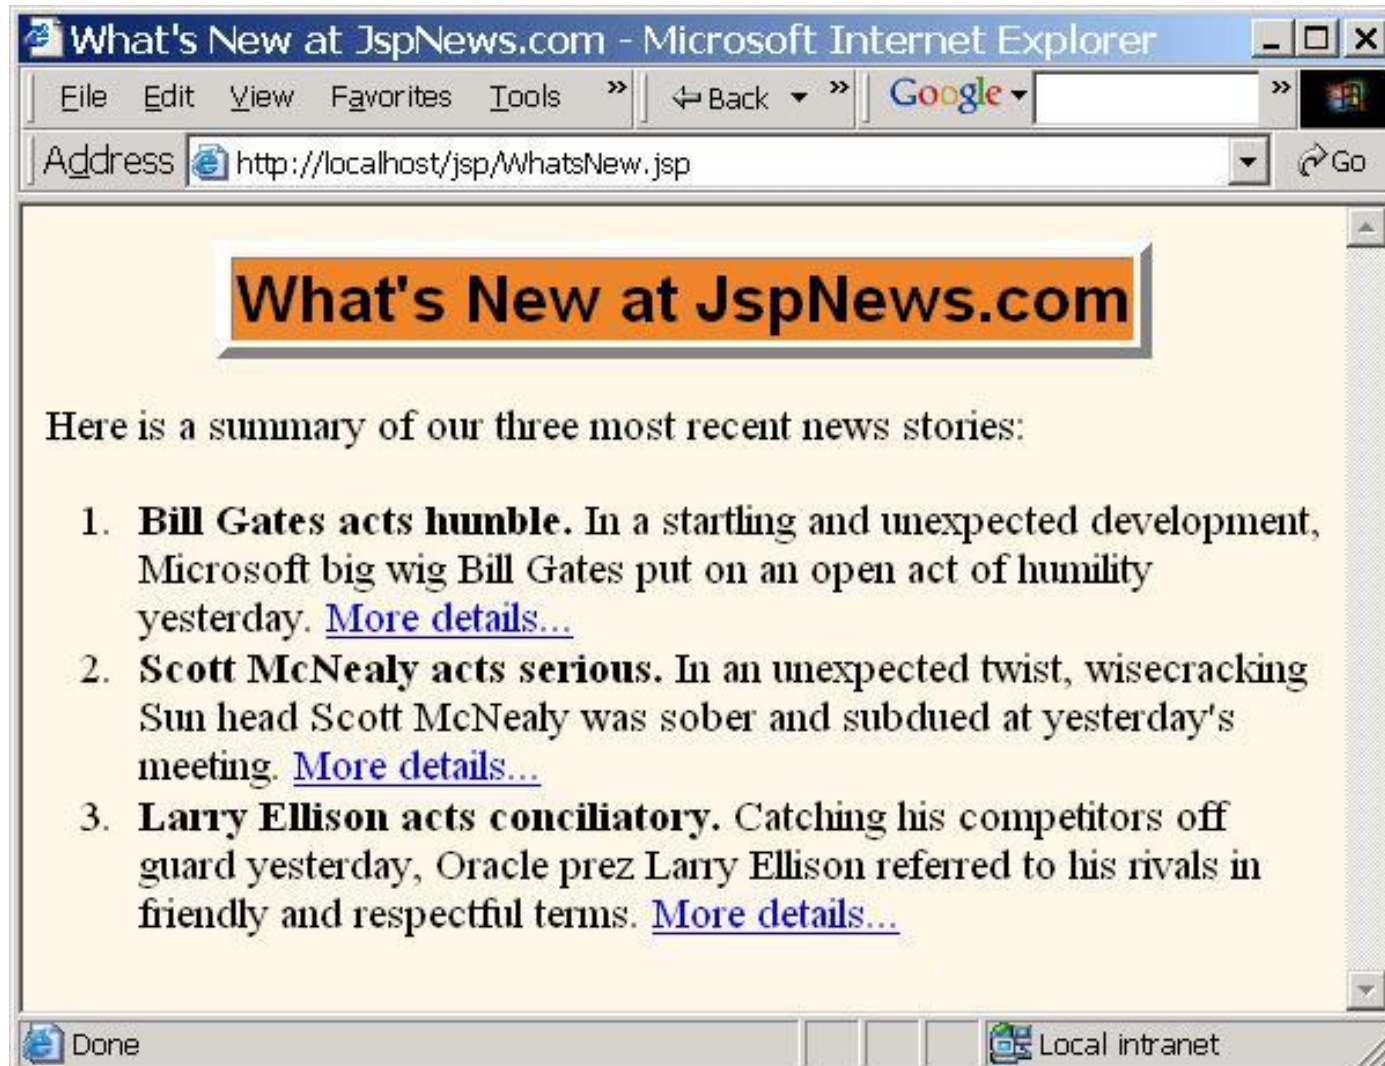 What's New at JspNews.com - Microsoft Internet Explorer
File Edit View Favorites Tools » Back » Google »
Address http://localhost/jsp/WhatsNew.jsp Go
What's New at JspNews.com
Here is a summary of our three most recent news stories:
1. Bill Gates acts humble. In a startling and unexpected development,
Microsoft big wig Bill Gates put on an open act of humility
yesterday. More details...
2. Scott McNealy acts serious. In an unexpected twist, wisecracking
Sun head Scott McNealy was sober and subdued at yesterday's
meeting. More details...
3. Larry Ellison acts conciliatory. Catching his competitors off
guard yesterday, Oracle prez Larry Ellison referred to his rivals in
friendly and respectful terms. More details...
Done Local intranet